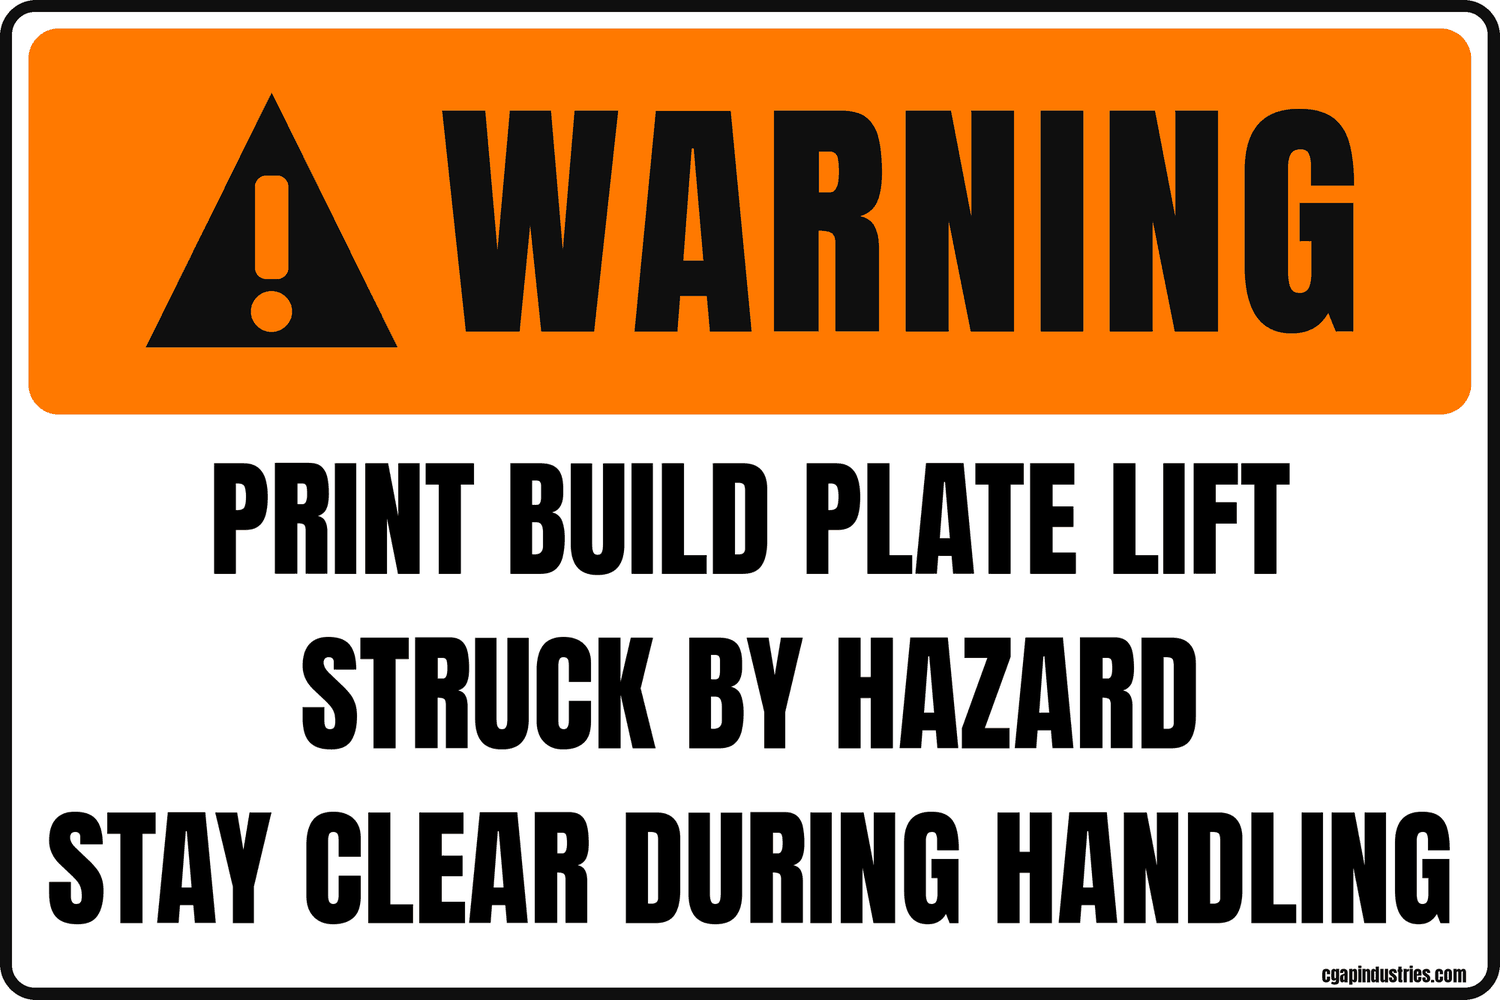 WARNING
PRINT BUILD PLATE LIFT
STRUCK BY HAZARD
STAY CLEAR DURING HANDLING
cgapindustries.com